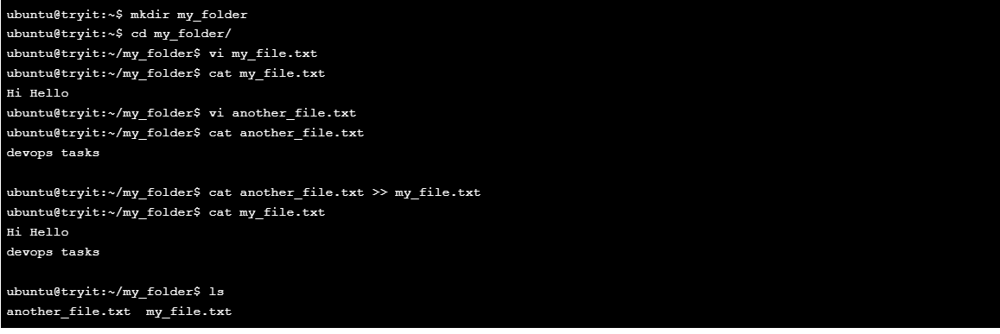 ubuntu@tryit:~$ mkdir my_folder
ubuntu@tryit:~$ cd my_folder/
ubuntu@tryit:~/my_folder$ vi my_file.txt
ubuntu@tryit:~/my_folder$ cat my_file.txt
Hi Hello
ubuntu@tryit:~/my_folder$ vi another_file.txt
ubuntu@tryit:~/my_folder$ cat another_file.txt
devops tasks

ubuntu@tryit:~/my_folder$ cat another_file.txt >> my_file.txt
ubuntu@tryit:~/my_folder$ cat my_file.txt
Hi Hello
devops tasks

ubuntu@tryit:~/my_folder$ ls
another_file.txt  my_file.txt